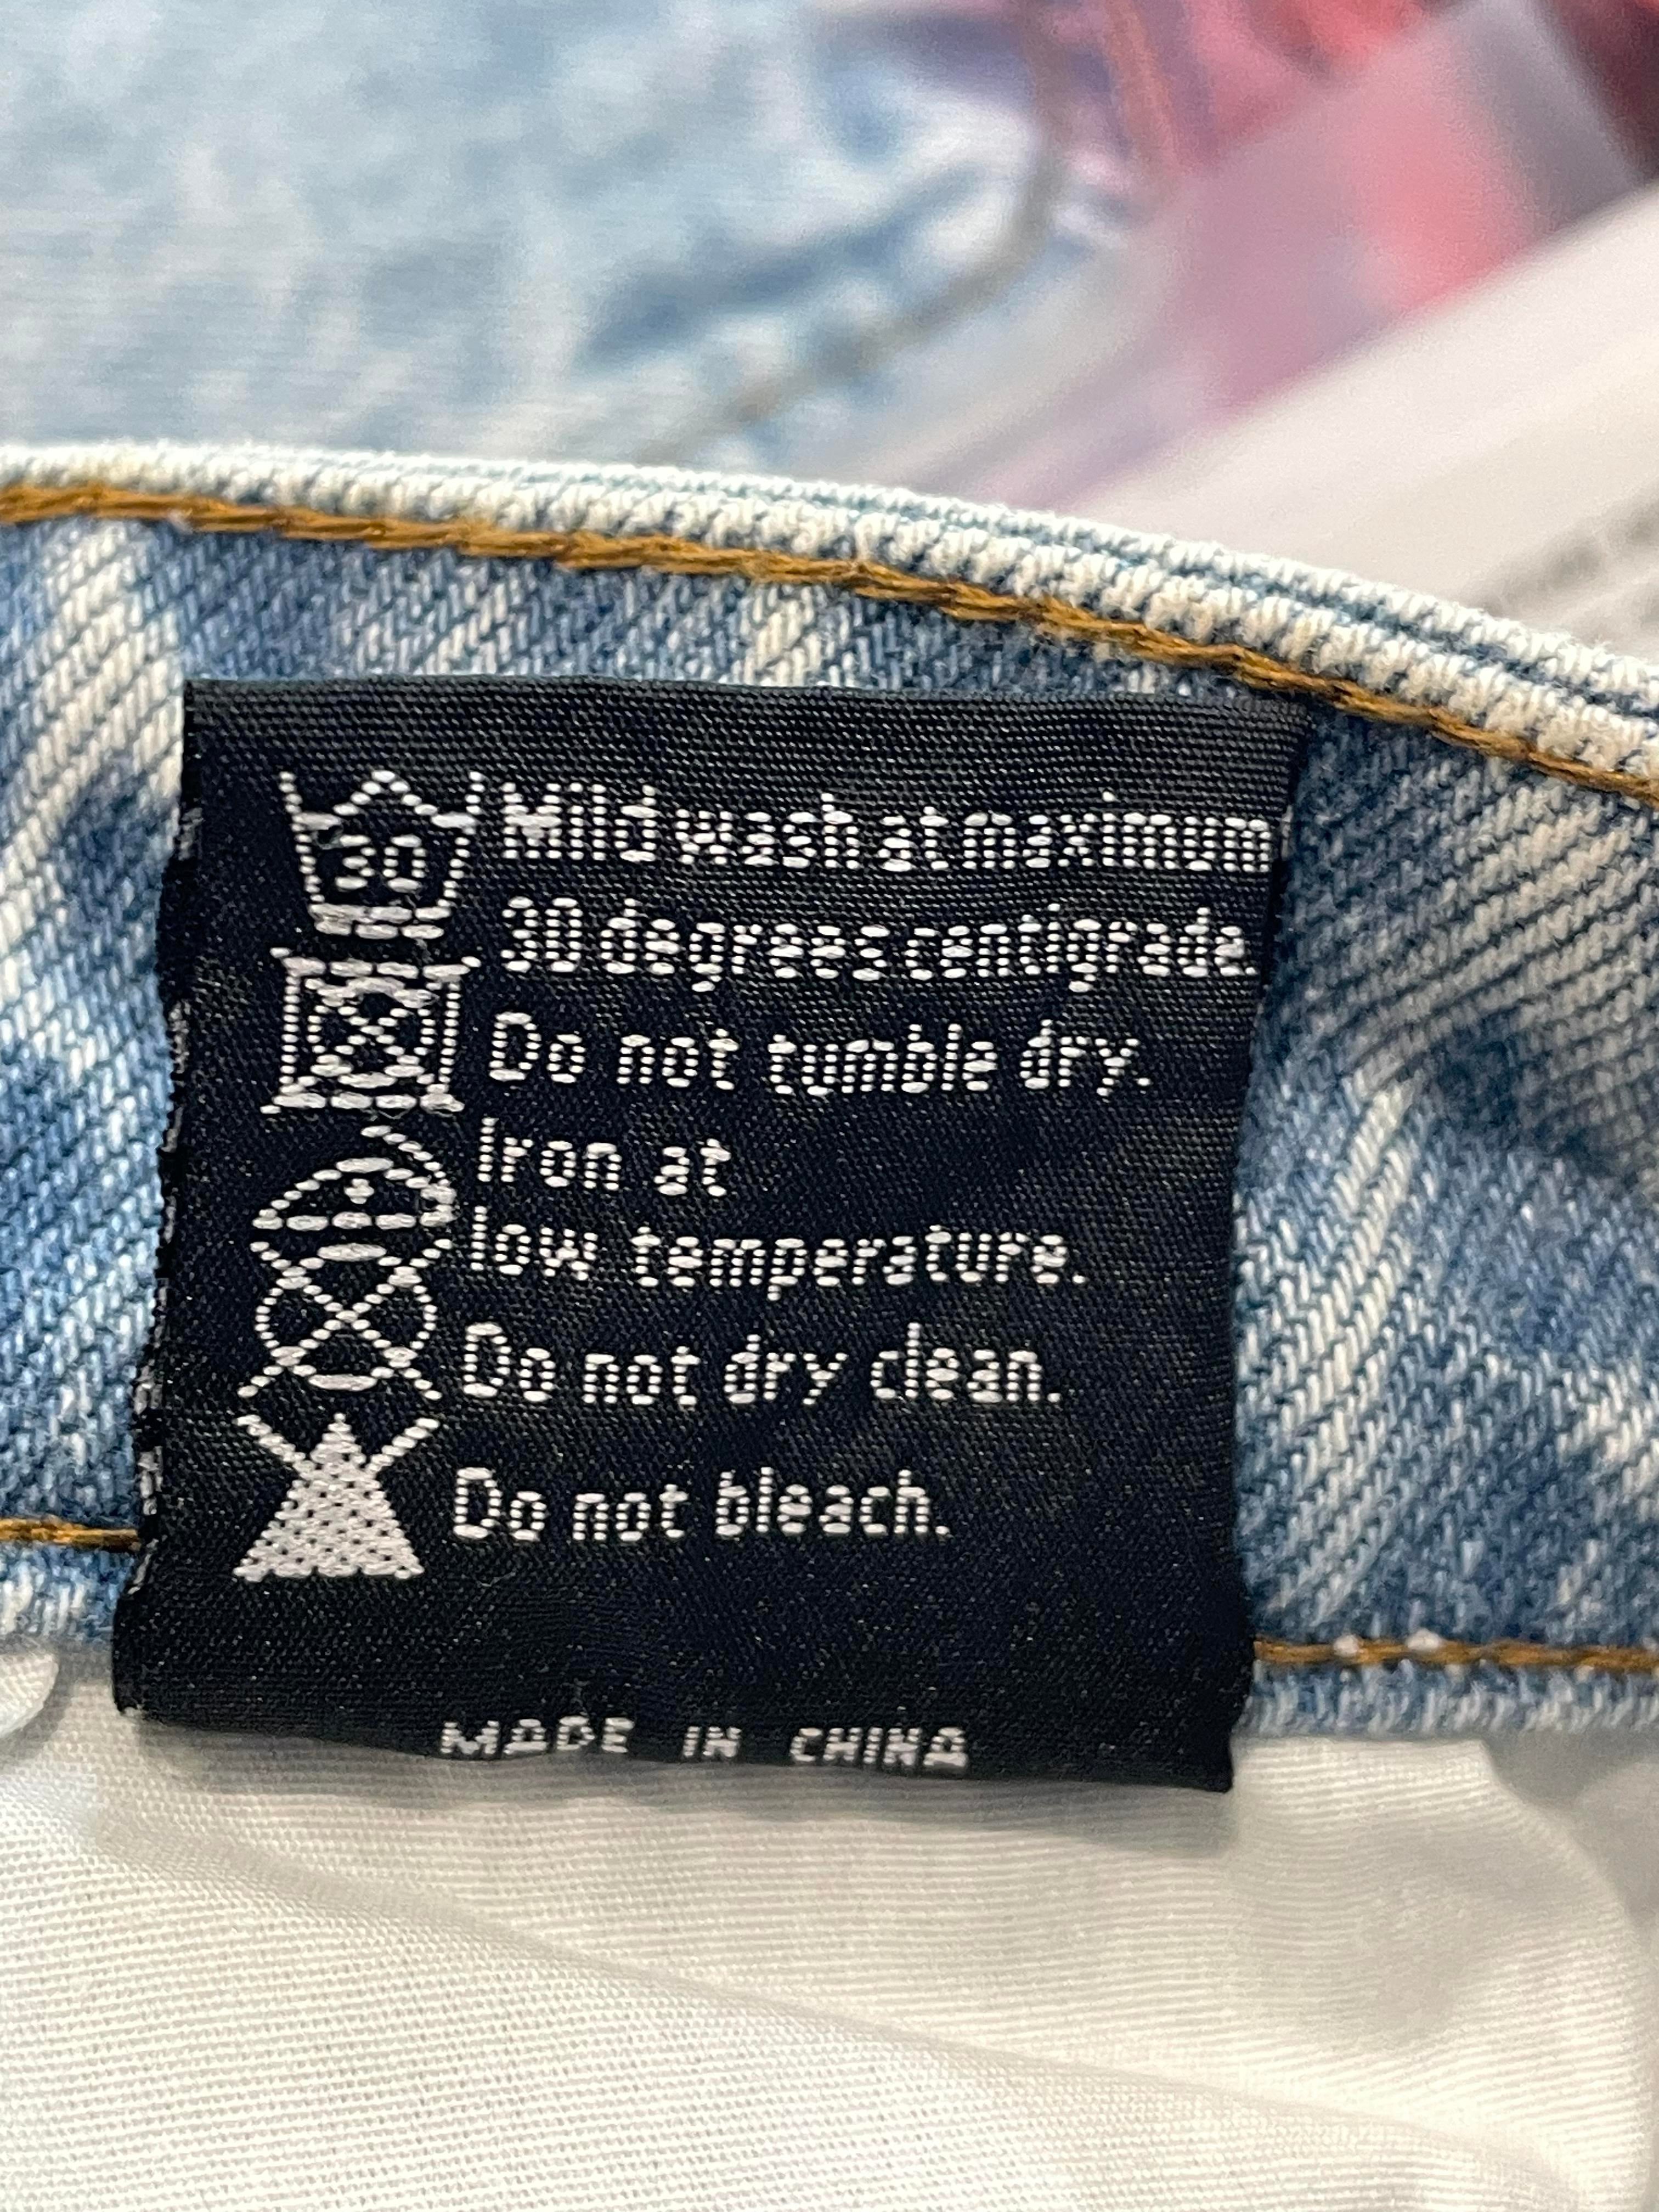 30 Mild wash at maximum
30 degrees centigrade.
Do not tumble dry.
Iron at
low temperature.
Do not dry clean.
Do not bleach.
MADE IN CHINA